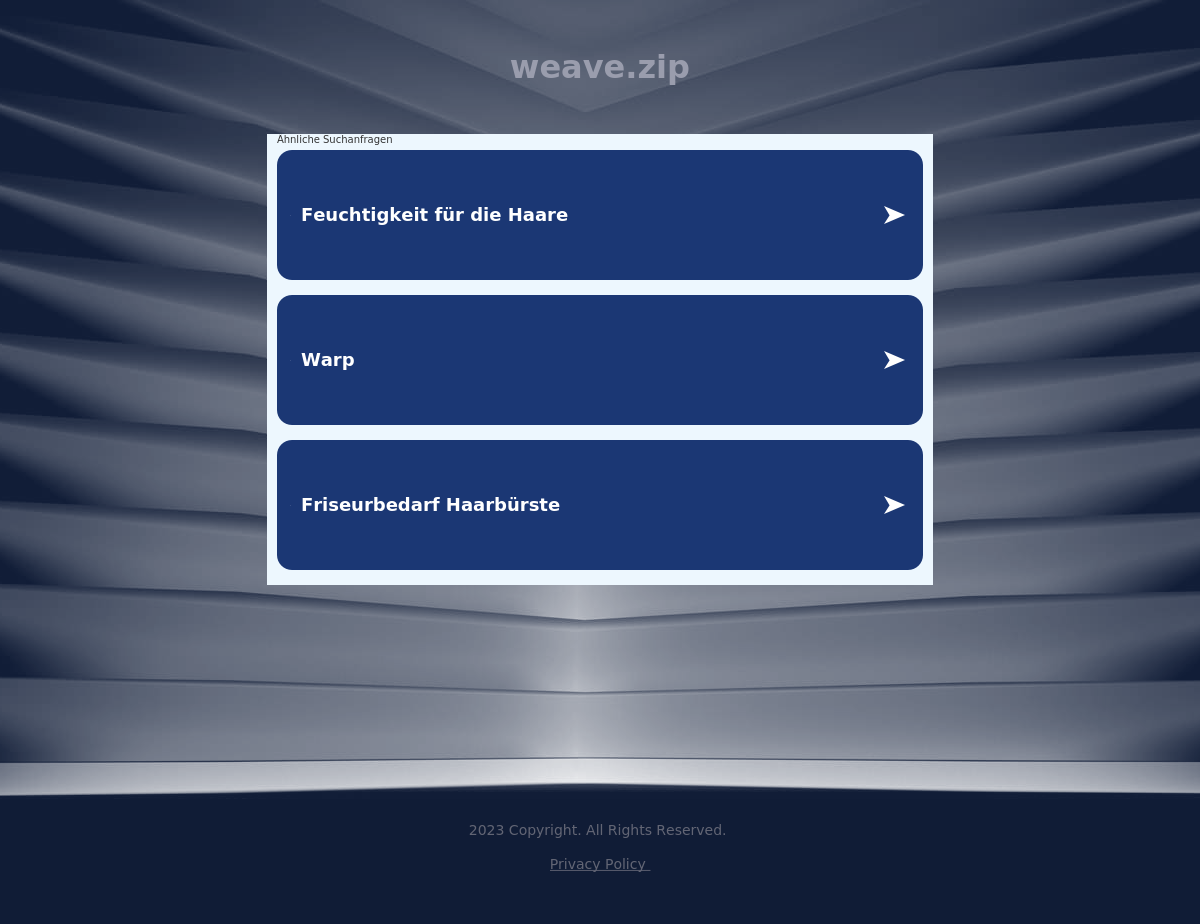 weave.zip
Ähnliche Suchanfragen
Feuchtigkeit für die Haare
Warp
Friseurbedarf Haarbürste
2023 Copyright. All Rights Reserved.
Privacy Policy